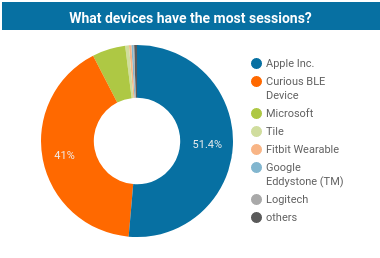 What devices have the most sessions?
Apple Inc.
Curious BLE
Device
Microsoft
Tile
Fitbit Wearable
Google
Eddystone (TM)
Logitech
others
41%
51.4%